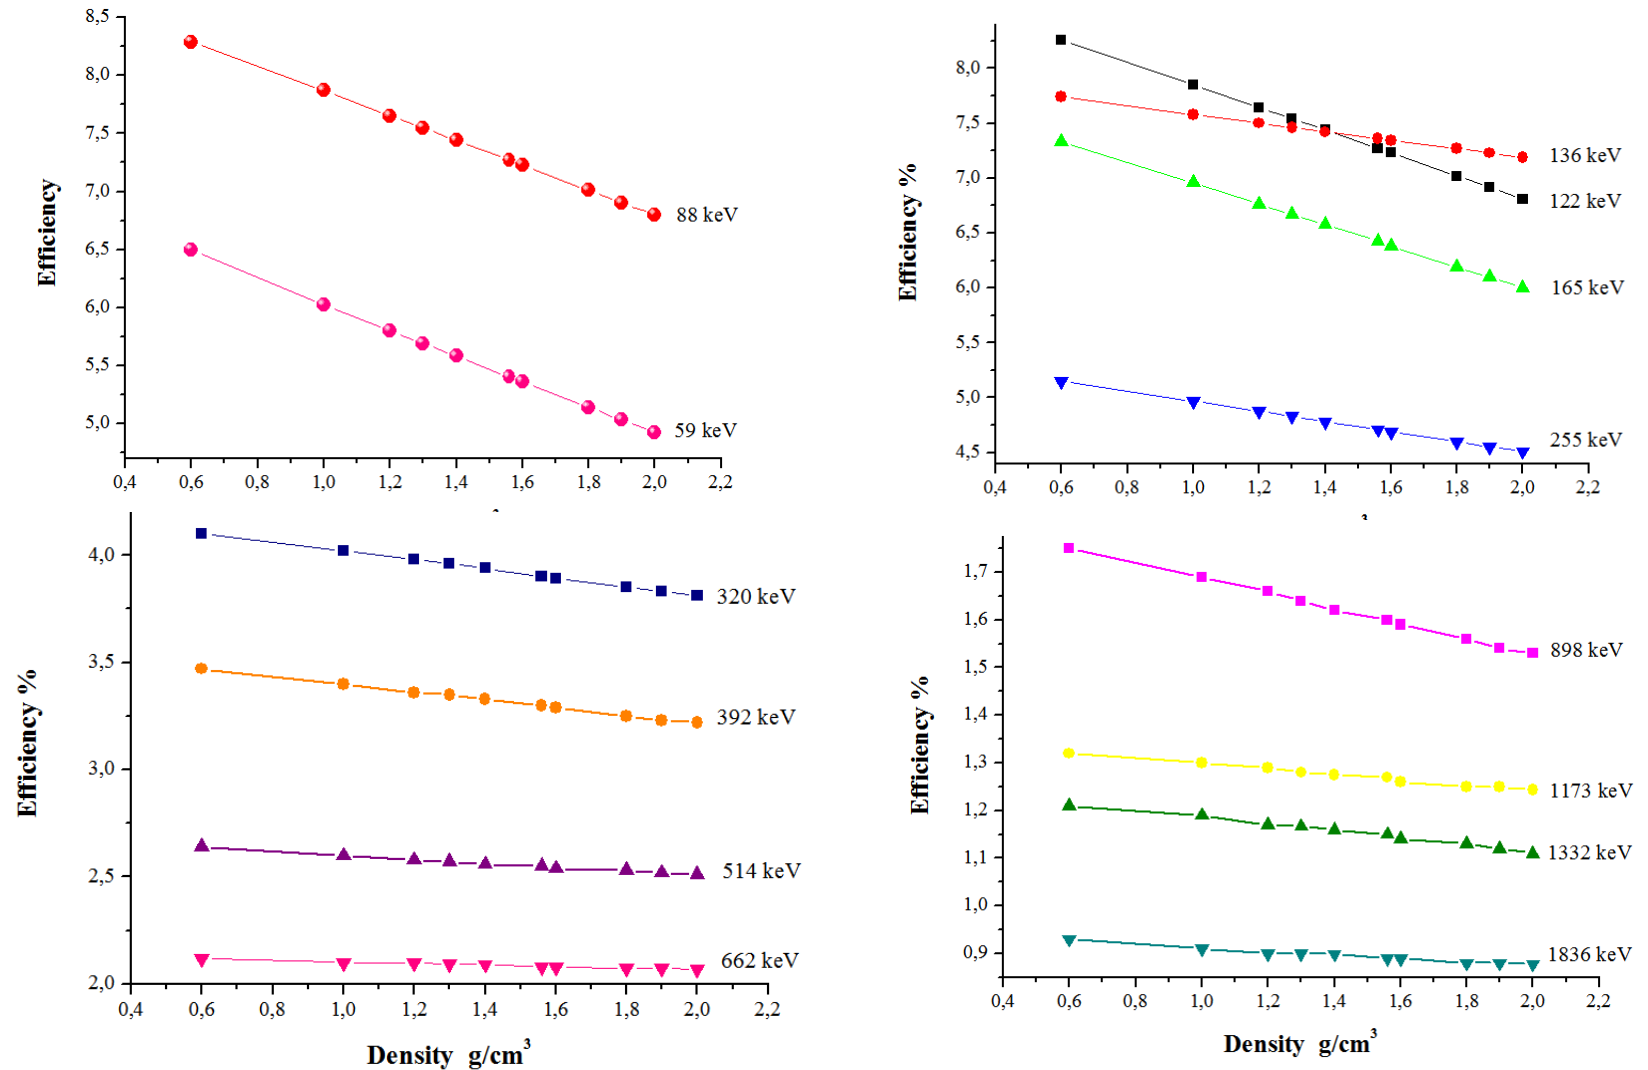 8,5
8,0
7,5
7,0
6,5
6,0
5,5
5,0
Efficiency
88 keV
59 keV
0,4 0,6 0,8 1,0 1,2 1,4 1,6 1,8 2,0 2,2
3
8,0
7,5
7,0
6,5
6,0
5,5
5,0
4,5
Efficiency %
136 keV
122 keV
165 keV
255 keV
0,4 0,6 0,8 1,0 1,2 1,4 1,6 1,8 2,0 2,2
3
4,0
3,5
3,0
2,5
2,0
Efficiency %
320 keV
392 keV
514 keV
662 keV
0,4 0,6 0,8 1,0 1,2 1,4 1,6 1,8 2,0 2,2
Density g/cm³
1,7
1,6
1,5
1,4
1,3
1,2
1,1
1,0
0,9
Efficiency %
898 keV
1173 keV
1332 keV
1836 keV
0,4 0,6 0,8 1,0 1,2 1,4 1,6 1,8 2,0 2,2
Density g/cm³